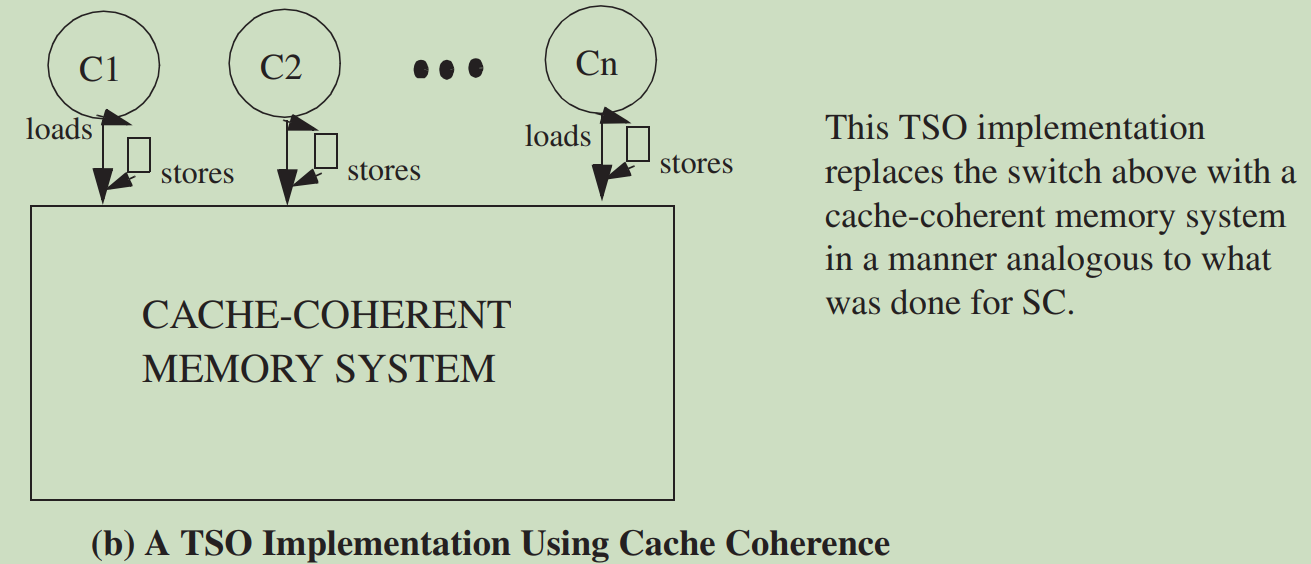 C1
C2
Cn
loads
stores
stores
loads
stores
This TSO implementation
replaces the switch above with a
cache-coherent memory system
in a manner analogous to what
was done for SC.
CACHE-COHERENT
MEMORY SYSTEM
(b) A TSO Implementation Using Cache Coherence